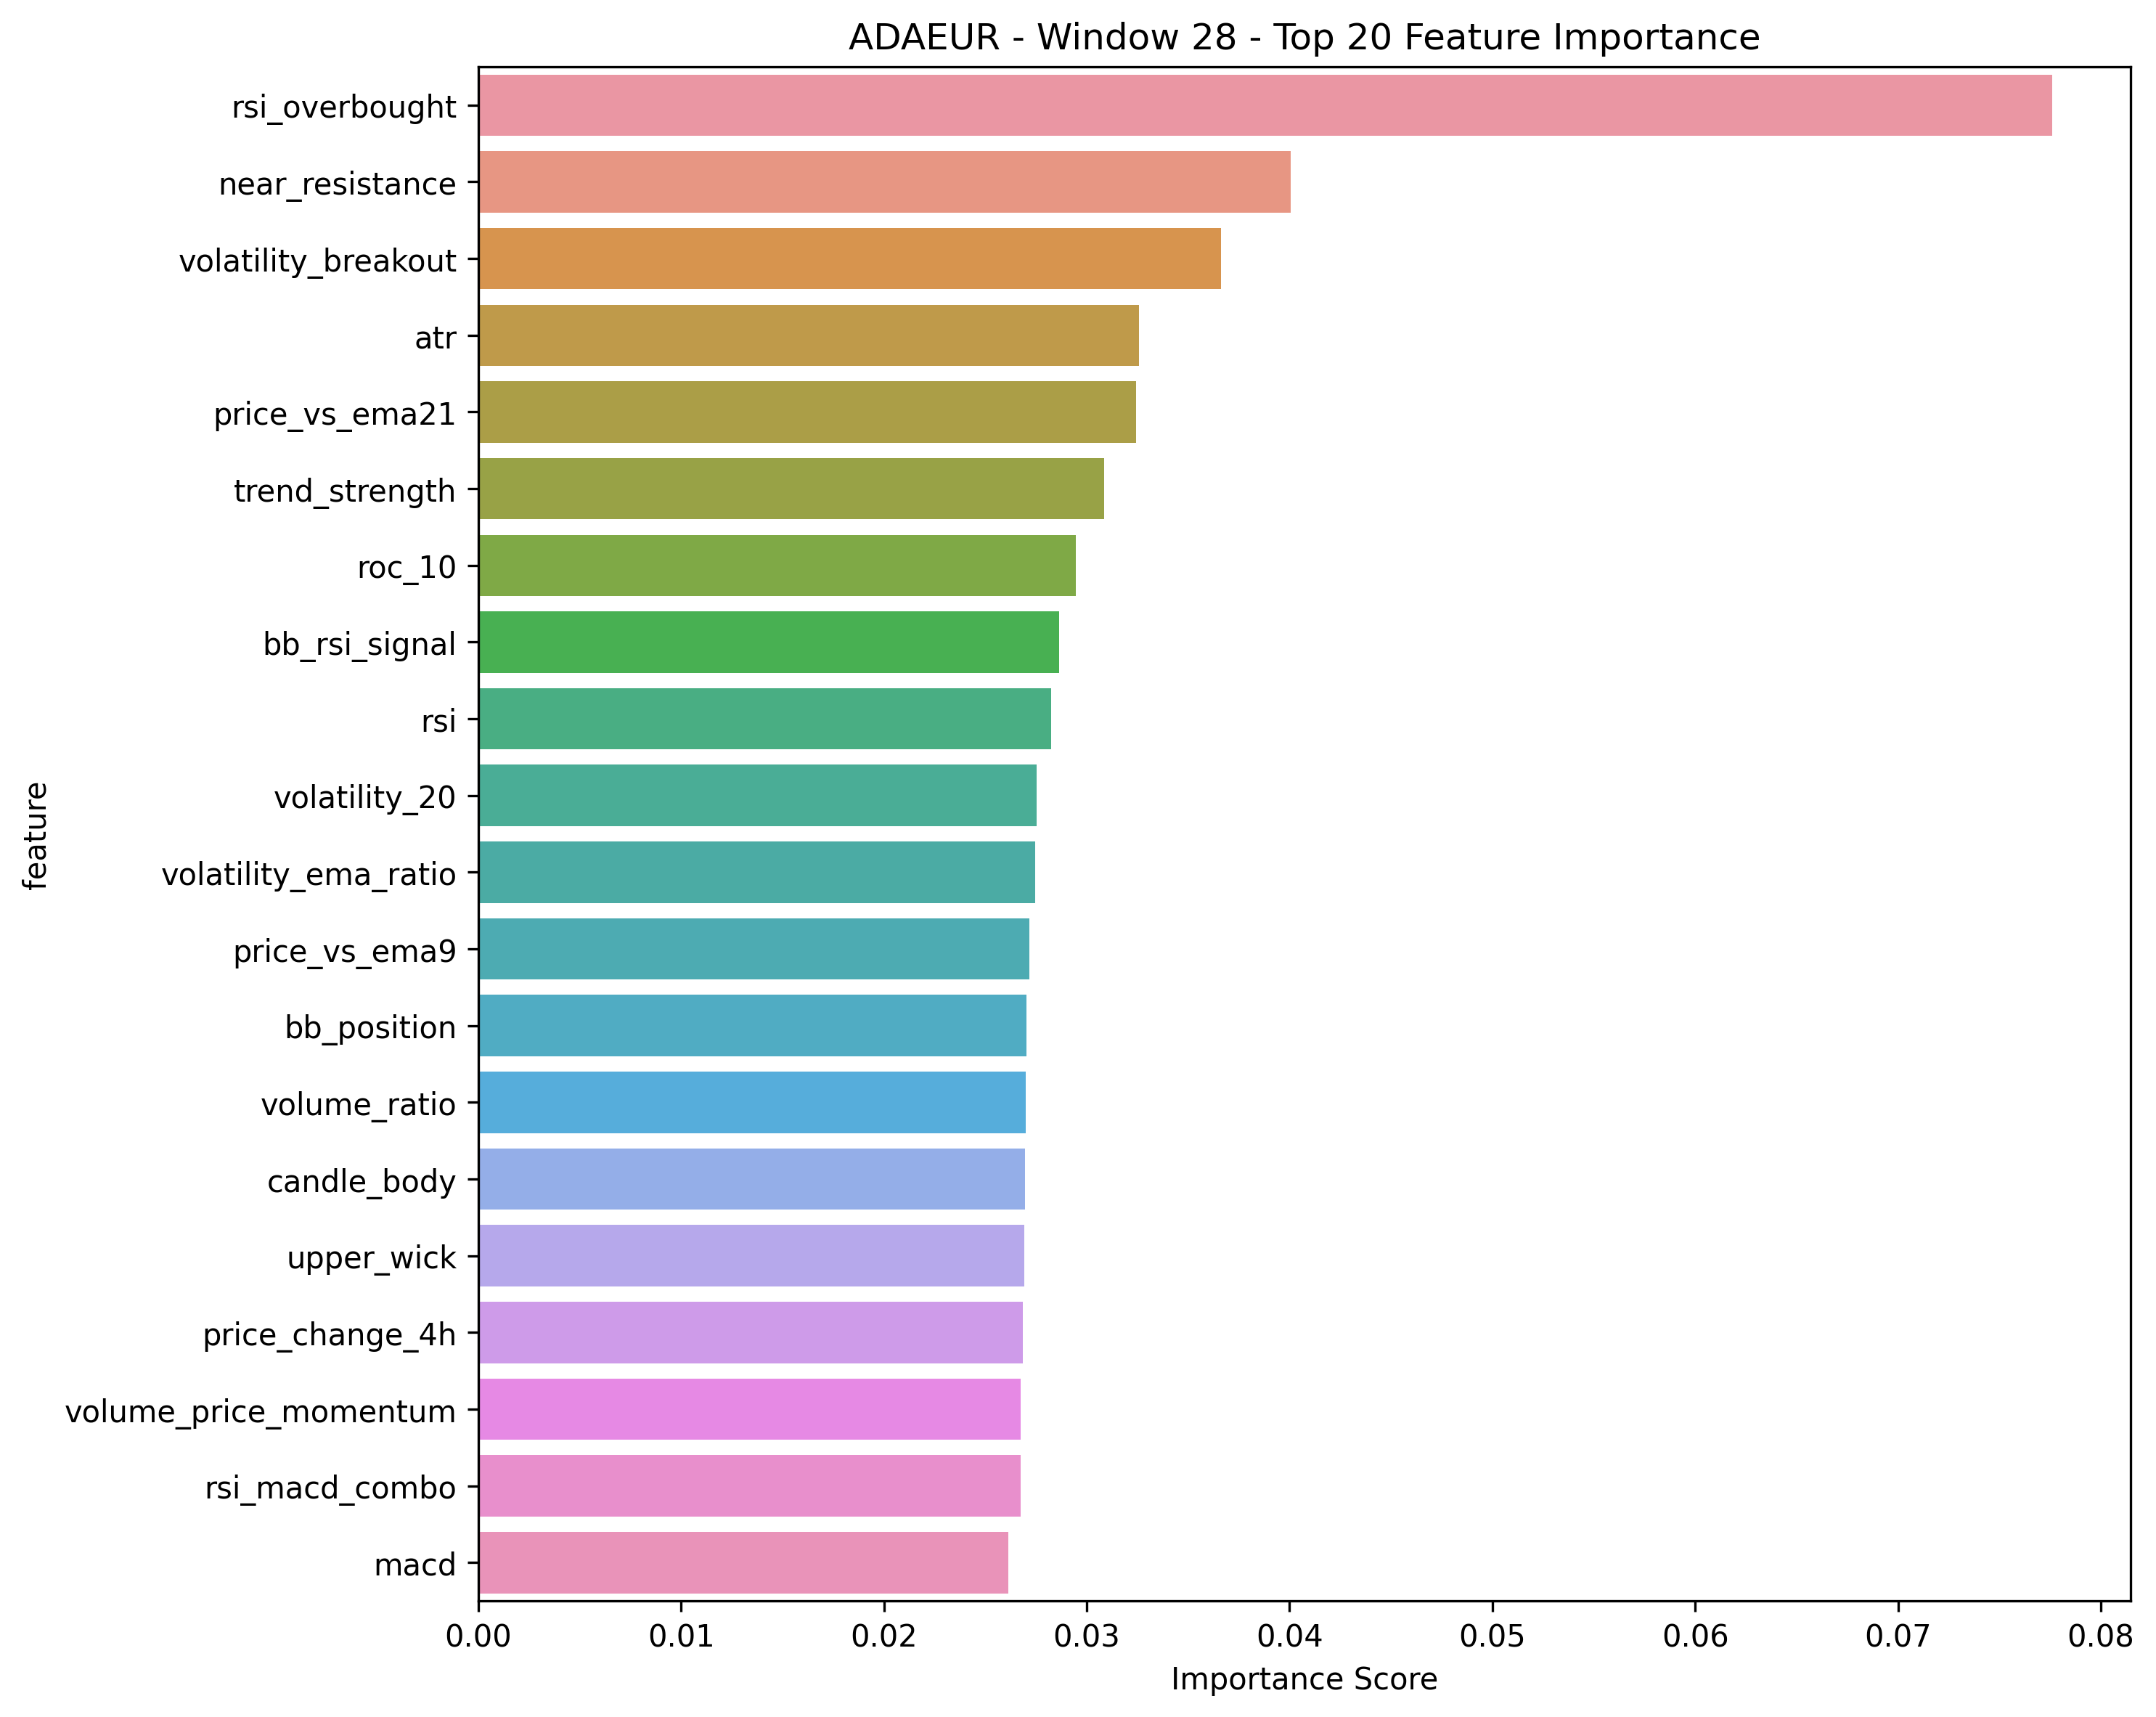 ADAEUR - Window 28 - Top 20 Feature Importance
rsi_overbought
near_resistance
volatility_breakout
atr
price_vs_ema21
trend_strength
roc_10
bb_rsi_signal
rsi
volatility_20
volatility_ema_ratio
price_vs_ema9
bb_position
volume_ratio
candle_body
upper_wick
price_change_4h
volume_price_momentum
rsi_macd_combo
macd
feature
0.00 0.01 0.02 0.03 0.04 0.05 0.06 0.07 0.08
Importance Score